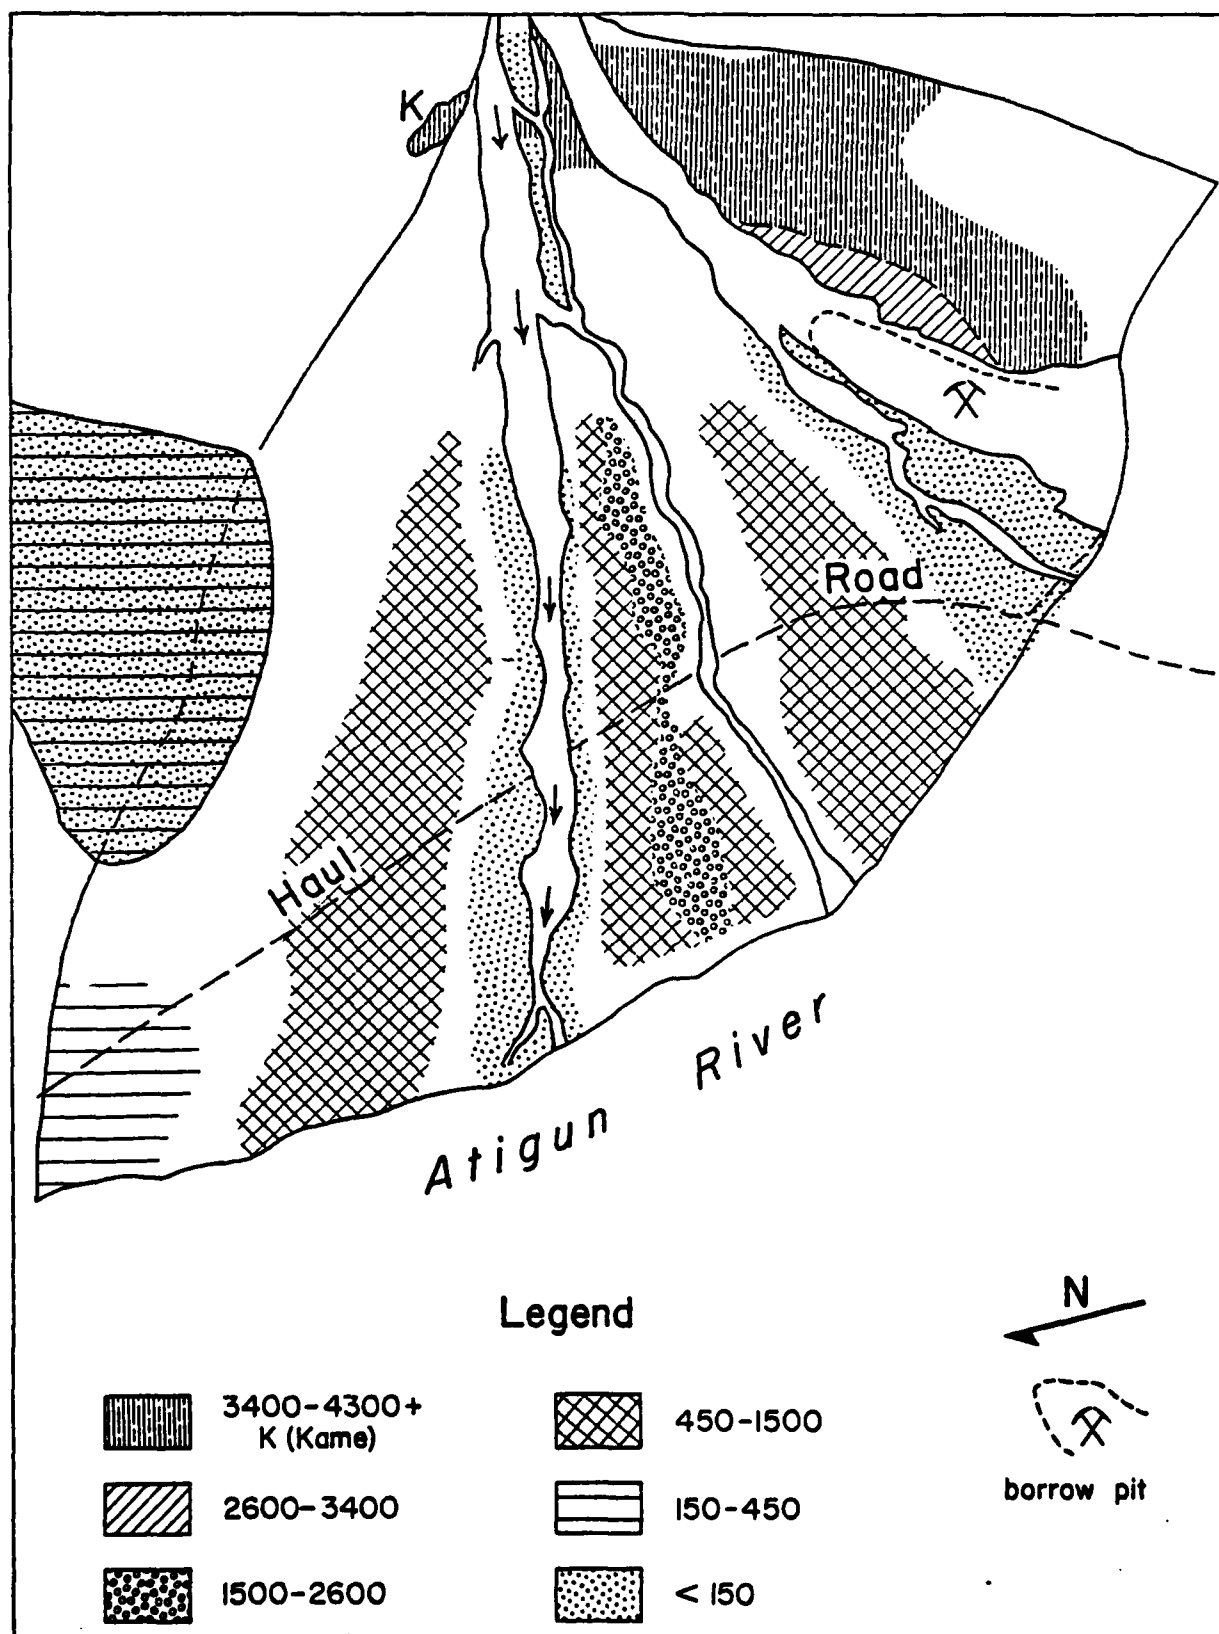 K
Road
Haul
Atigun River
Legend
N
3400-4300+
K (Kame)
450-1500
2600-3400
150-450
1500-2600
< 150
borrow pit